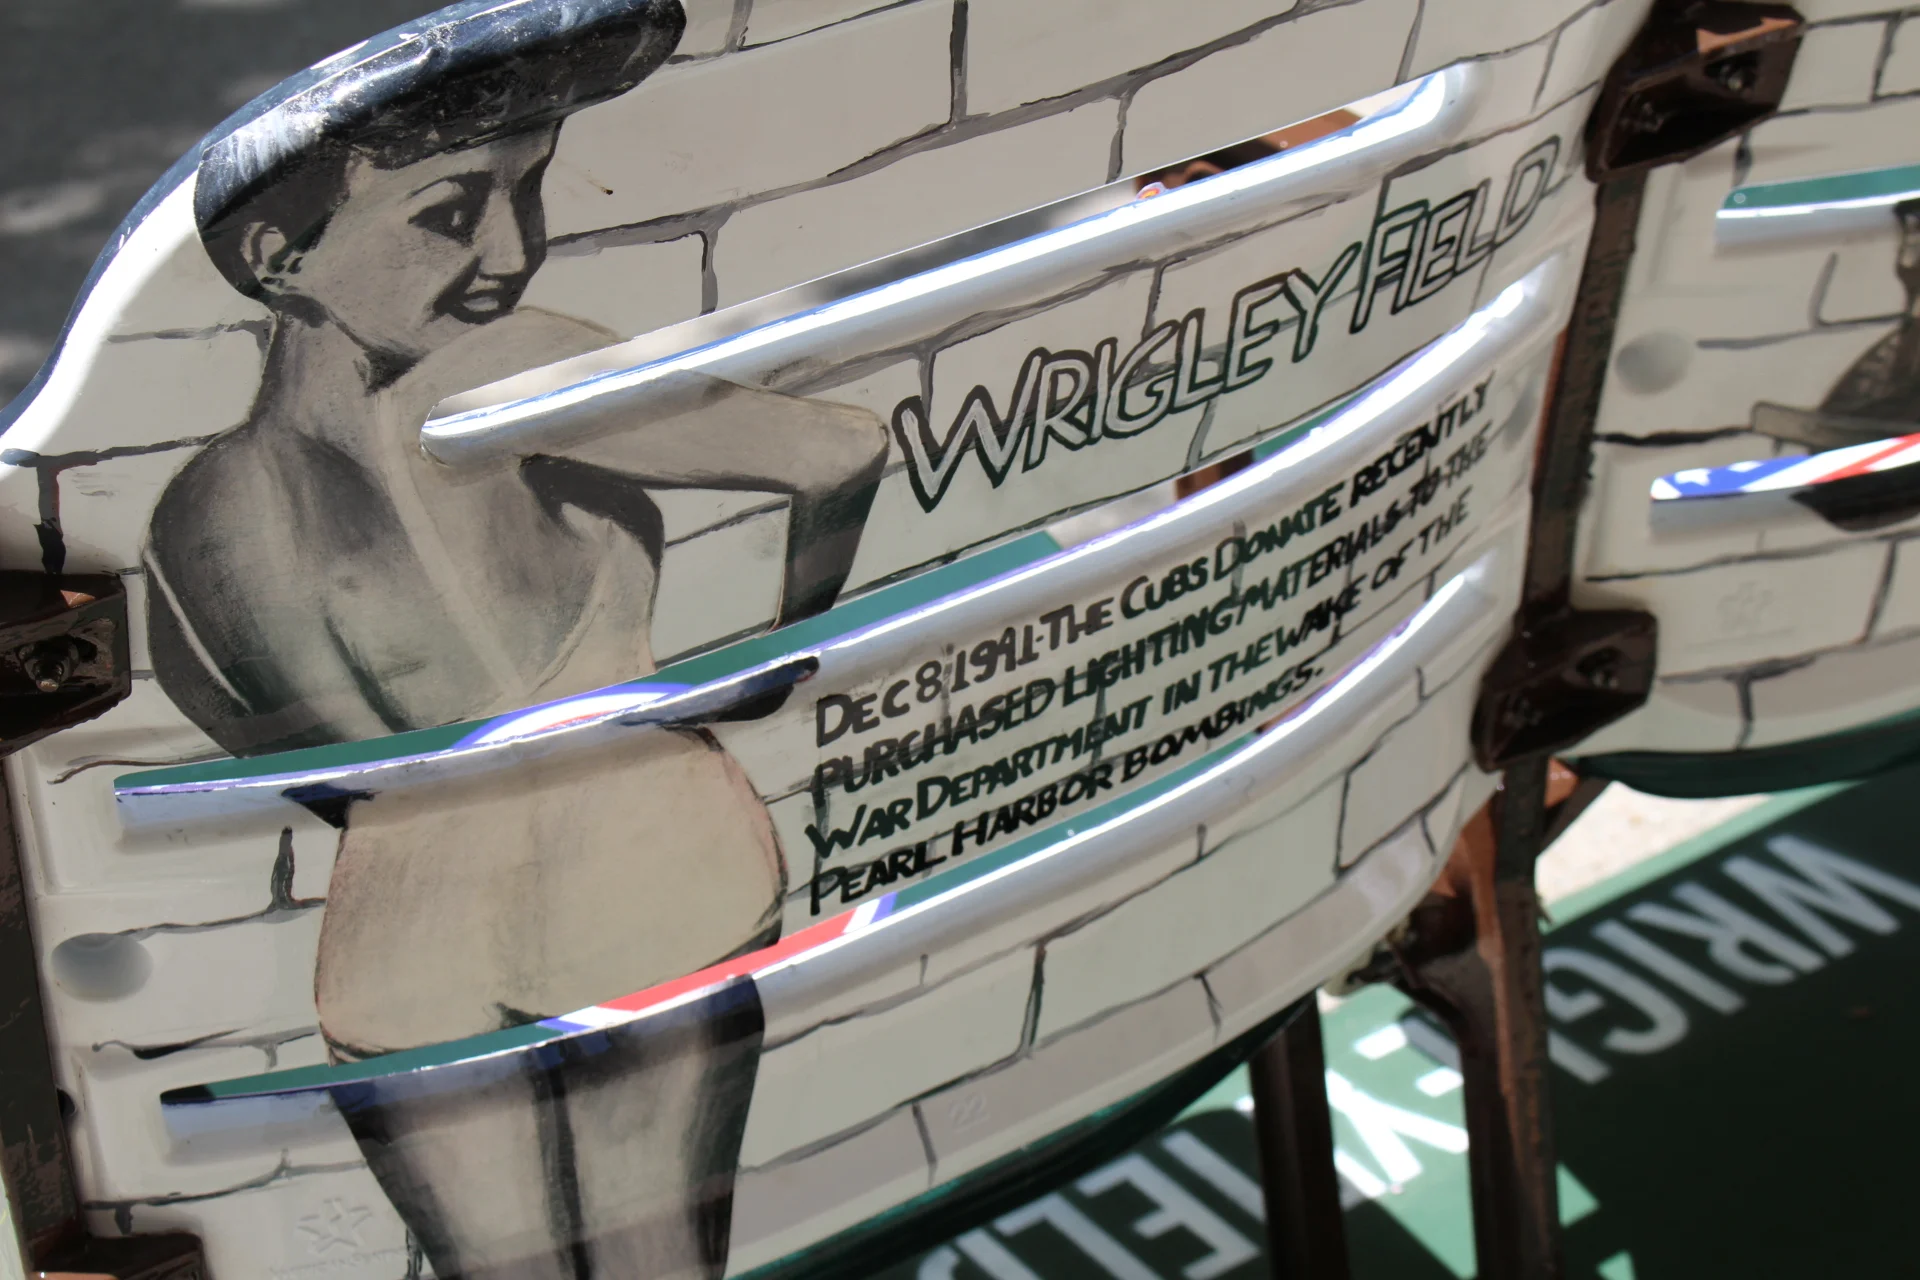 WRIGLEY FIELD
DEC 8 1941-THE CUBS DONATE RECENTLY
PURCHASED LIGHTING MATERIALS TO THE
WAR DEPARTMENT IN THE WAKE OF THE
PEARL HARBOR BOMBINGS.
22
WRIGLEY
FIELD